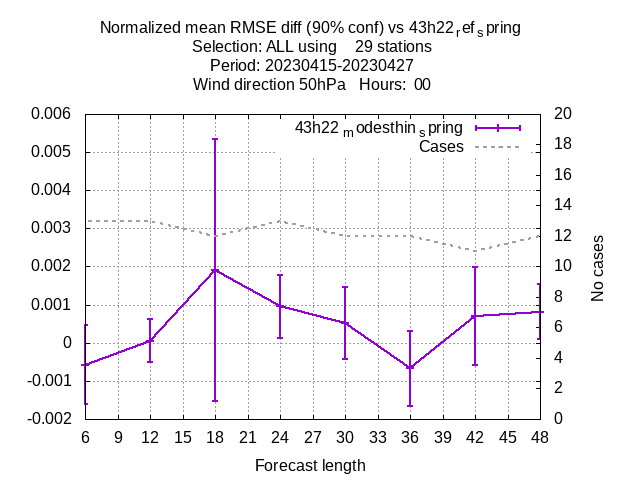 Normalized mean RMSE diff (90% conf) vs 43h22refspring
Selection: ALL using 29 stations
Period: 20230415-20230427
Wind direction 50hPa Hours: 00
43h22modesthinspring
Cases
0.006
0.005
0.004
0.003
0.002
0.001
0
-0.001
-0.002
20
18
16
14
12
10
8
6
4
2
0
No cases
6 9 12 15 18 21 24 27 30 33 36 39 42 45 48
Forecast length